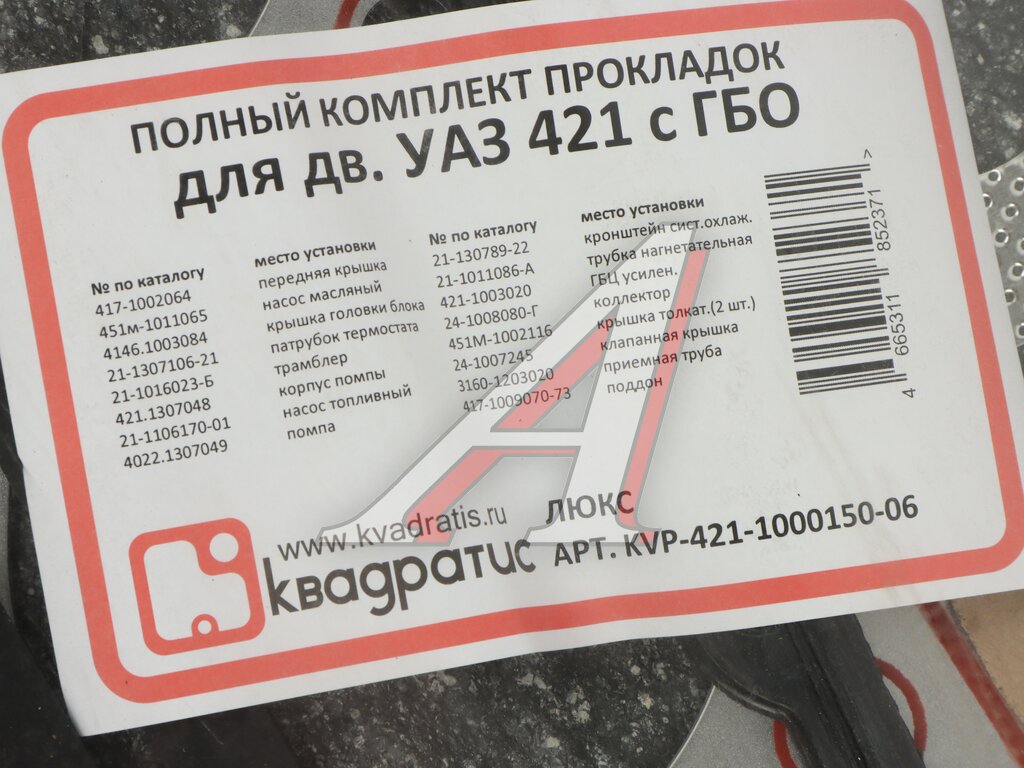 ПОЛНЫЙ КОМПЛЕКТ ПРОКЛАДОК
для дв. УАЗ 421 с ГБО
№ по каталогу
417-1002064
451м-1011065
4146.1003084
21-1307106-21
21-1016023-Б
421.1307048
21-1106170-01
4022.1307049
место установки
передняя крышка
насос масляный
крышка головки блока
патрубок термостата
трамблер
корпус помпы
насос топливный
помпа
№ по каталогу
21-130789-22
21-1011086-А
421-1003020
24-1008080-Г
451М-1002116
24-1007245
3160-1203020
417-1009070-73
место установки
кронштейн сист.охлаж.
трубка нагнетательная
ГБЦ усилен.
коллектор
крышка толкат.(2 шт.)
клапанная крышка
приемная труба
поддон
4 665311 852371 >
www.kvadratis.ru
квадратис
ЛЮКС
АРТ. KVP-421-1000150-06